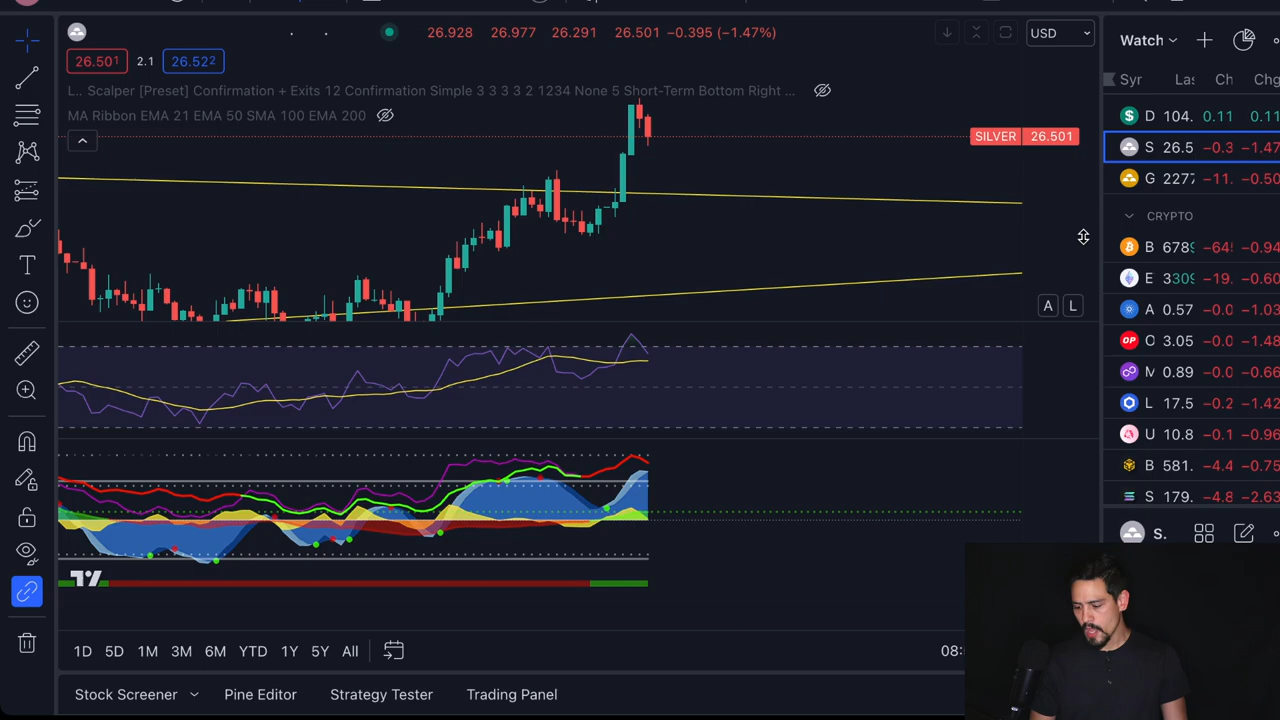 26.928 26.977 26.291 26.501 −0.395 (−1.47%)
USD
26.501 2.1 26.522
L.. Scalper [Preset] Confirmation + Exits 12 Confirmation Simple 3 3 3 3 2 1234 None 5 Short-Term Bottom Right ...
MA Ribbon EMA 21 EMA 50 SMA 100 EMA 200
SILVER 26.501
A L
1D 5D 1M 3M 6M YTD 1Y 5Y All
08:
Stock Screener Pine Editor Strategy Tester Trading Panel
Watch
Syr Las Ch Chg
D 104. 0.11 0.11
S 26.5 −0.3 −1.47
G 2277 −11. −0.50
CRYPTO
B 6789 −64 −0.94
E 3309 −19. −0.60
A 0.57 −0.0 −1.03
OP O 3.05 −0.0 −1.48
M 0.89 −0.0 −0.66
L 17.5 −0.2 −1.42
U 10.8 −0.1 −0.96
B 581. −4.4 −0.75
S 179. −4.8 −2.63
S.